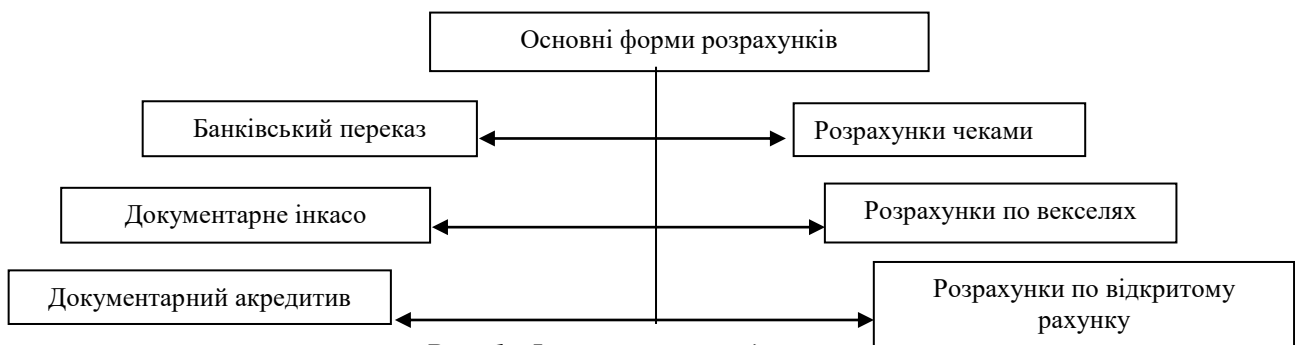 Основні форми розрахунків
Банківський переказ
Розрахунки чеками
Документарне інкасо
Розрахунки по векселях
Документарний акредитив
Розрахунки по відкритому
рахунку